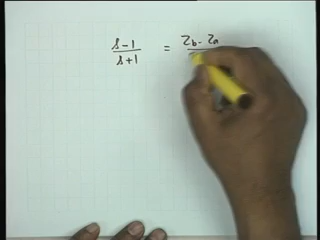 s-1 / s+1 = Zb - Za